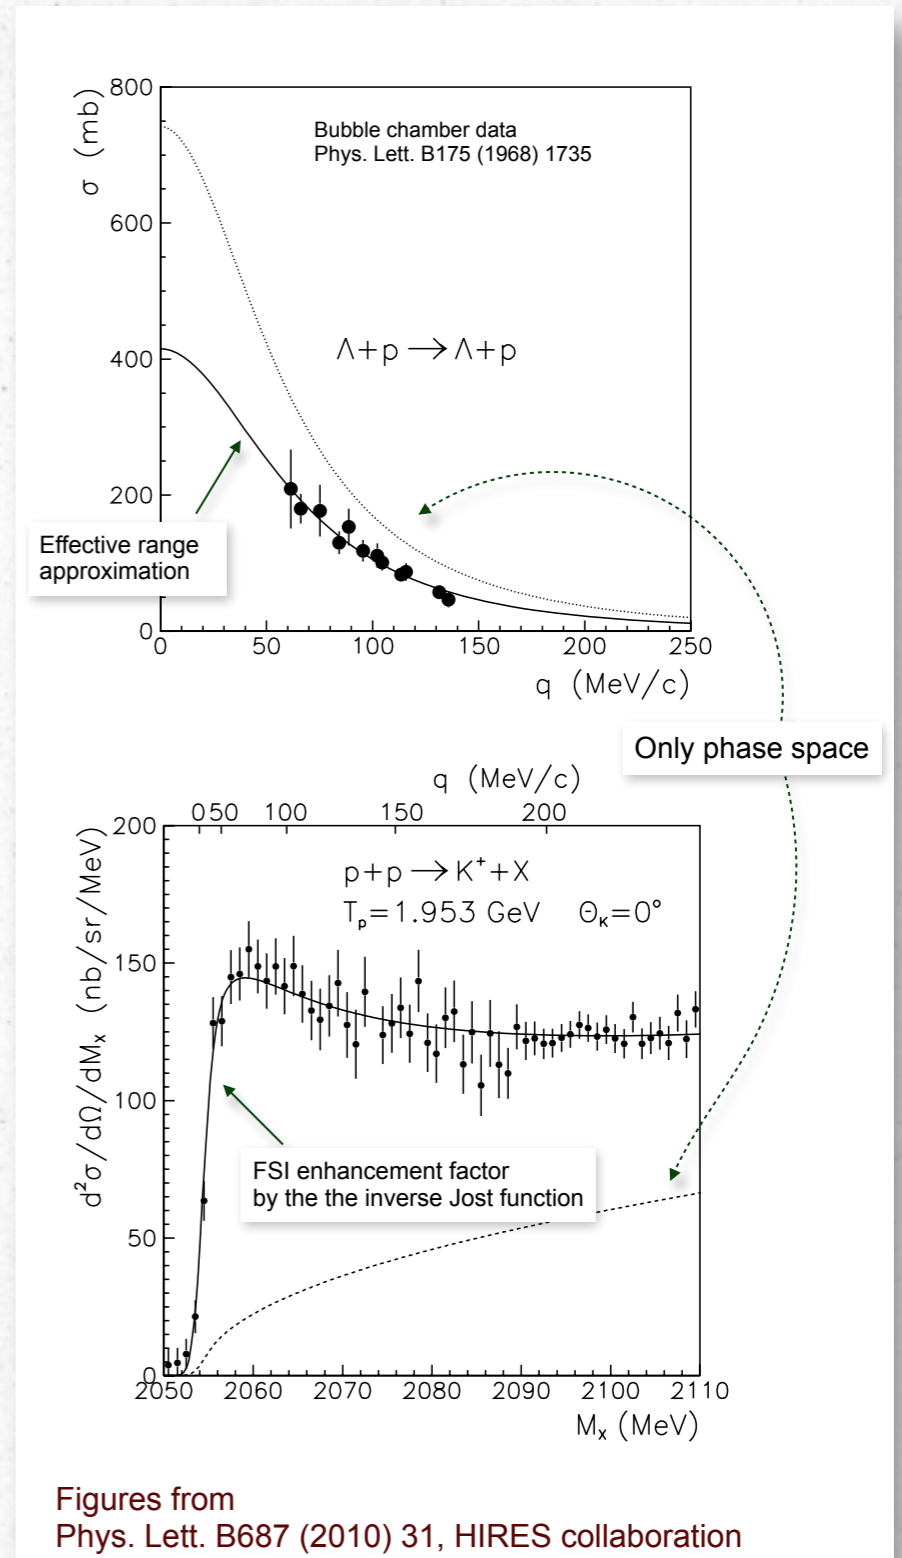 800
600
400
200
0
σ (mb)
Bubble chamber data
Phys. Lett. B175 (1968) 1735
Λ+p → Λ+p
Effective range
approximation
0 50 100 150 200 250
q (MeV/c)
Only phase space
q (MeV/c)
0 50 100 150 200
200
150
100
50
0
d²σ/dΩ/dMₓ (nb/sr/MeV)
p+p → K⁺+X
Tₚ=1.953 GeV Θ_K=0°
FSI enhancement factor
by the the inverse Jost function
2050 2060 2070 2080 2090 2100 2110
Mₓ (MeV)
Figures from
Phys. Lett. B687 (2010) 31, HIRES collaboration